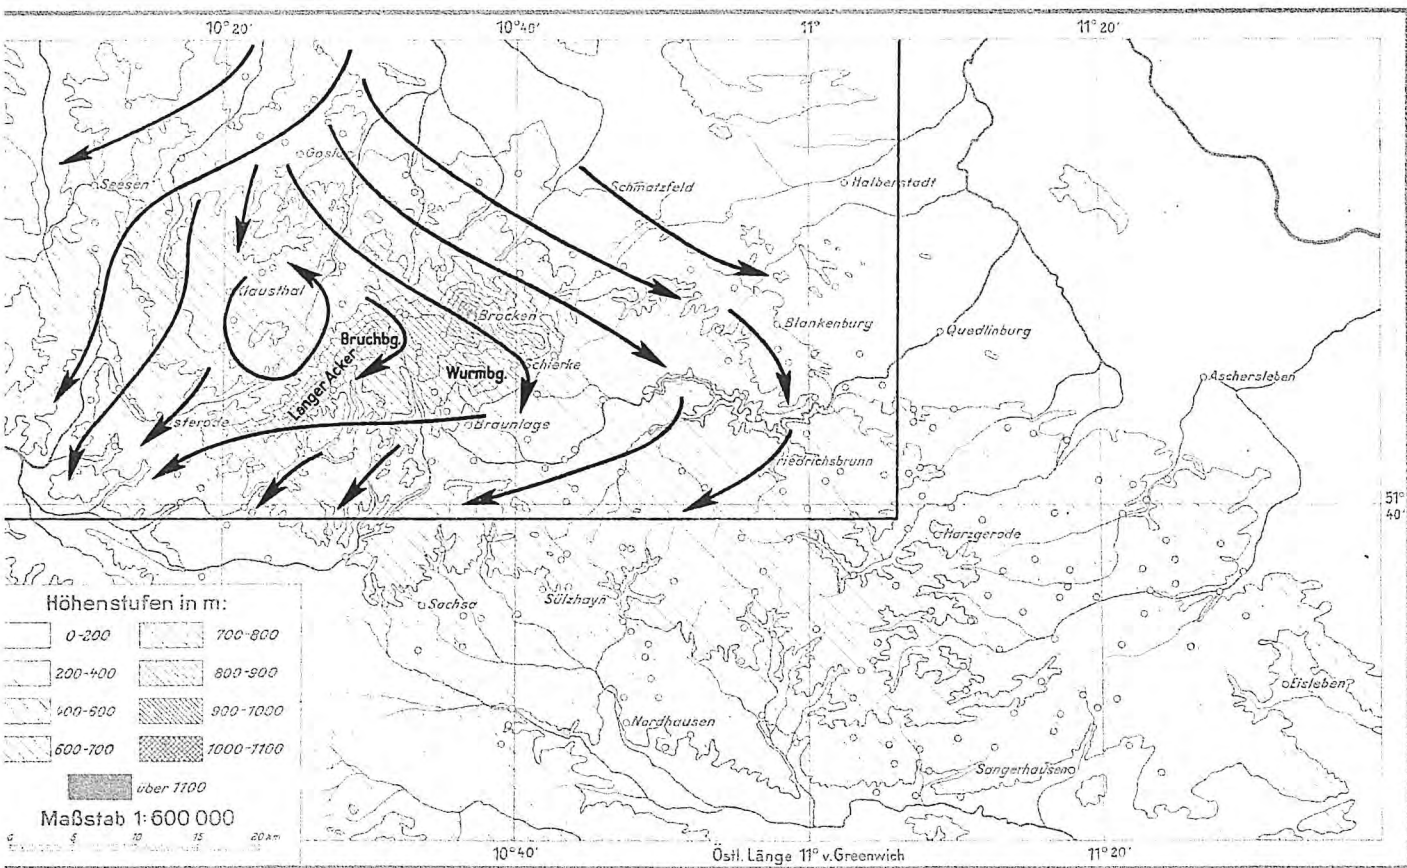 10°20'
10°40'
11°
11°20'
Goslar
Seesen
Schmatzfeld
Halberstadt
Klausthal
Brocken
Bruchbg.
Blankenburg
Quedlinburg
Langer Acker
Wurmbg.
Schierke
Aschersleben
Osterode
Braunlage
Friedrichsbrunn
51°
40'
Harzgerode
Höhenstufen in m:
0-200
700-800
200-400
800-900
400-600
900-1000
600-700
1000-1100
über 1100
Maßstab 1:600 000
0 5 10 15 20 km
Sachsa
Sülzhayn
Nordhausen
Eisleben
Sangerhausen
10°40'
Östl. Länge 11° v. Greenwich
11°20'